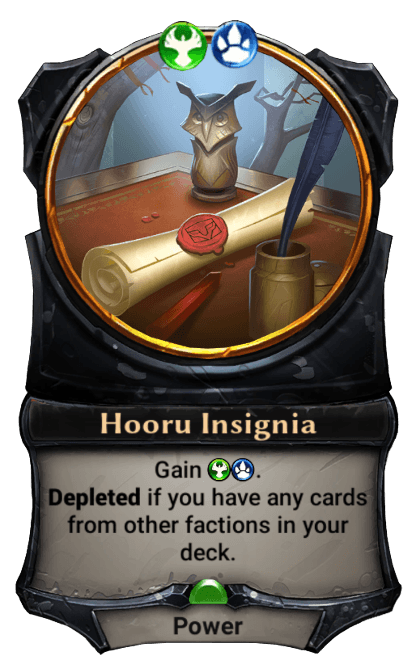 Hooru Insignia
Gain .
Depleted if you have any cards
from other factions in your
deck.
Power